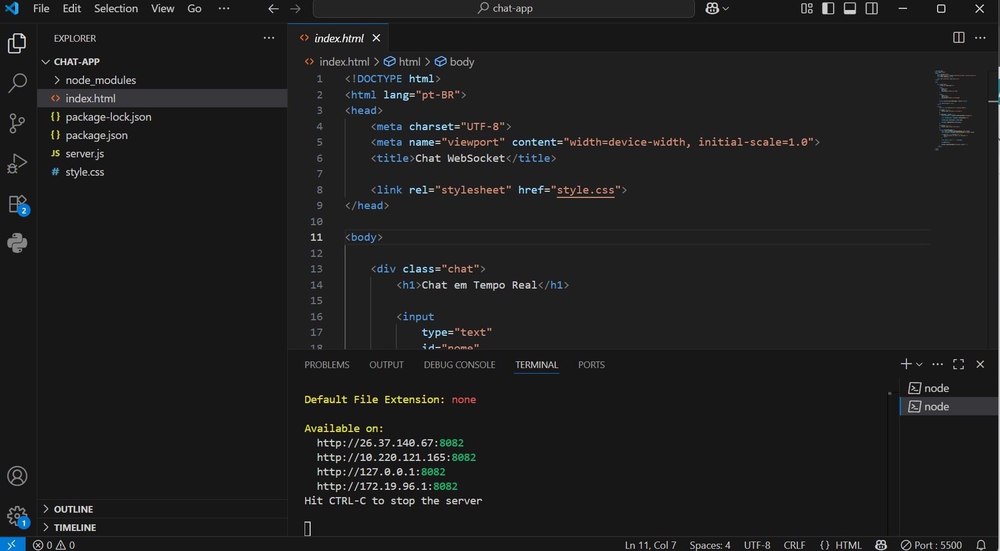 File Edit Selection View Go ··· chat-app
EXPLORER ···
CHAT-APP
node_modules
index.html
package-lock.json
package.json
JS server.js
# style.css
2
OUTLINE
TIMELINE
1
index.html
index.html > html > body
1 <!DOCTYPE html>
2 <html lang="pt-BR">
3 <head>
4 <meta charset="UTF-8">
5 <meta name="viewport" content="width=device-width, initial-scale=1.0">
6 <title>Chat WebSocket</title>
7
8 <link rel="stylesheet" href="style.css">
9 </head>
10
11 <body>
12
13 <div class="chat">
14 <h1>Chat em Tempo Real</h1>
15
16 <input
17 type="text"
18 id="nome"
PROBLEMS OUTPUT DEBUG CONSOLE TERMINAL PORTS
Default File Extension: none
Available on:
http://26.37.140.67:8082
http://10.220.121.165:8082
http://127.0.0.1:8082
http://172.19.96.1:8082
Hit CTRL-C to stop the server
node
node
0 0 Ln 11, Col 7 Spaces: 4 UTF-8 CRLF {} HTML Port : 5500